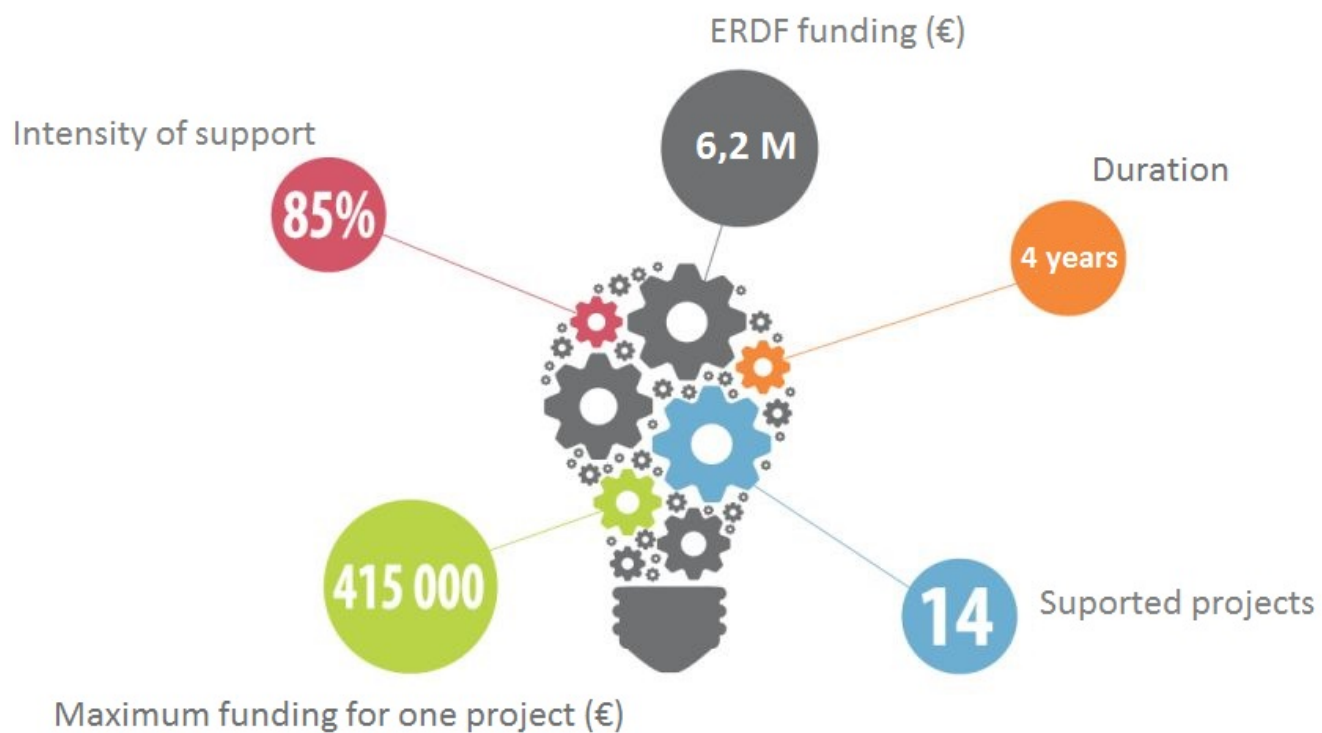 ERDF funding (€)
6,2 M
Intensity of support
85%
Duration
4 years
415 000
Maximum funding for one project (€)
14
Suported projects